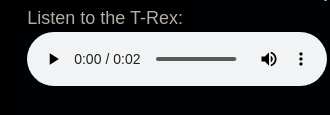 Listen to the T-Rex:
0:00 / 0:02